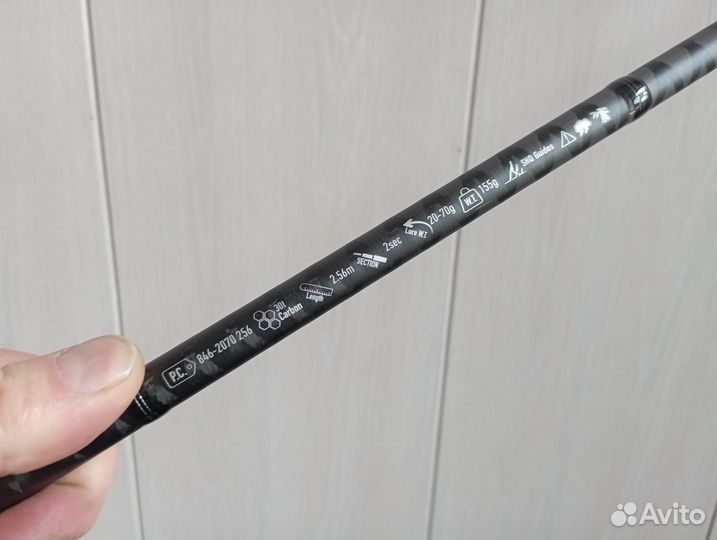 P.C. 846-2070 256 30t Carbon Length 2.56m SECTION 2sec Lure W.T. 20-70g W.T. 155g SHQ Guides
Avito